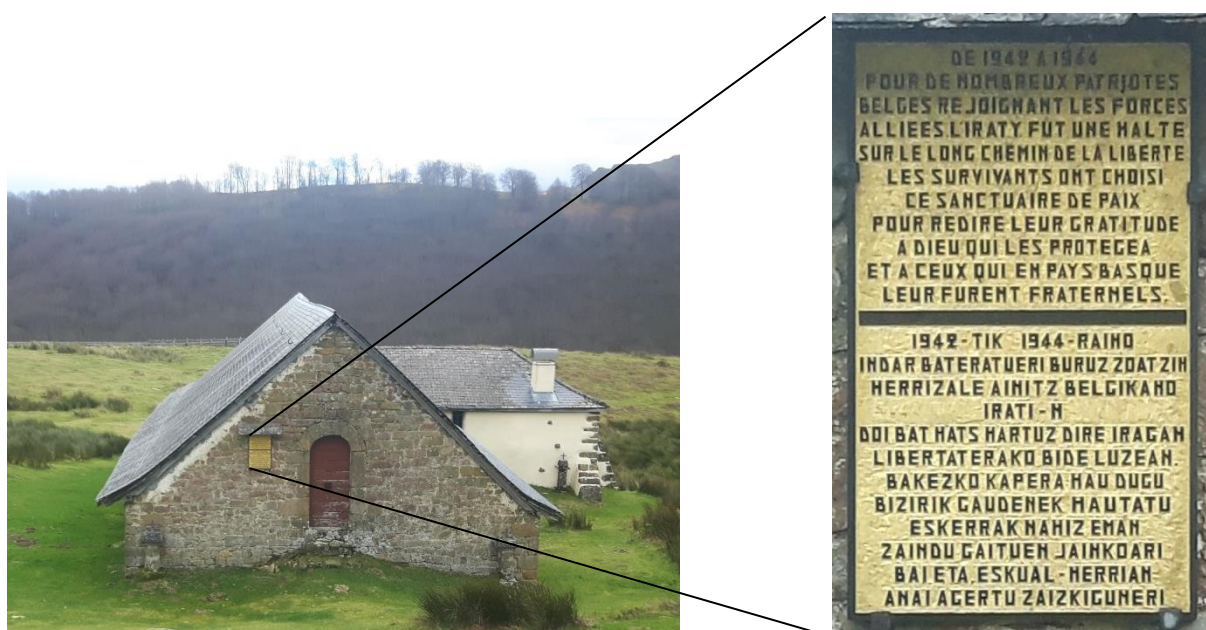 DE 1942 A 1944
POUR DE NOMBREUX PATRIOTES
BELGES REJOIGNANT LES FORCES
ALLIEES. L'IRATY FUT UNE HALTE
SUR LE LONG CHEMIN DE LA LIBERTE
LES SURVIVANTS ONT CHOISI
CE SANCTUAIRE DE PAIX
POUR REDIRE LEUR GRATITUDE
A DIEU QUI LES PROTEGEA
ET A CEUX QUI EN PAYS BASQUE
LEUR FURENT FRATERNELS.
1942-TIK 1944-RAINO
INDAR BATERATUERI BURUZ ZOATZIN
HERRIZALE AINITZ BELGIKANO
IRATI-N
DOI BAT HATS HARTUZ DIRE IRAGAN
LIBERTATERAKO BIDE LUZEAN.
BAKEZKO KAPERA HAU DUGU
BIZIRIK GAUDENEK HAUTATU
ESKERRAK NAHIZ EMAN
ZAINDU GAITUEN JAINKOARI
BAI ETA, ESKUAL-HERRIAN
ANAI AGERTU ZAIZKIGUNERI